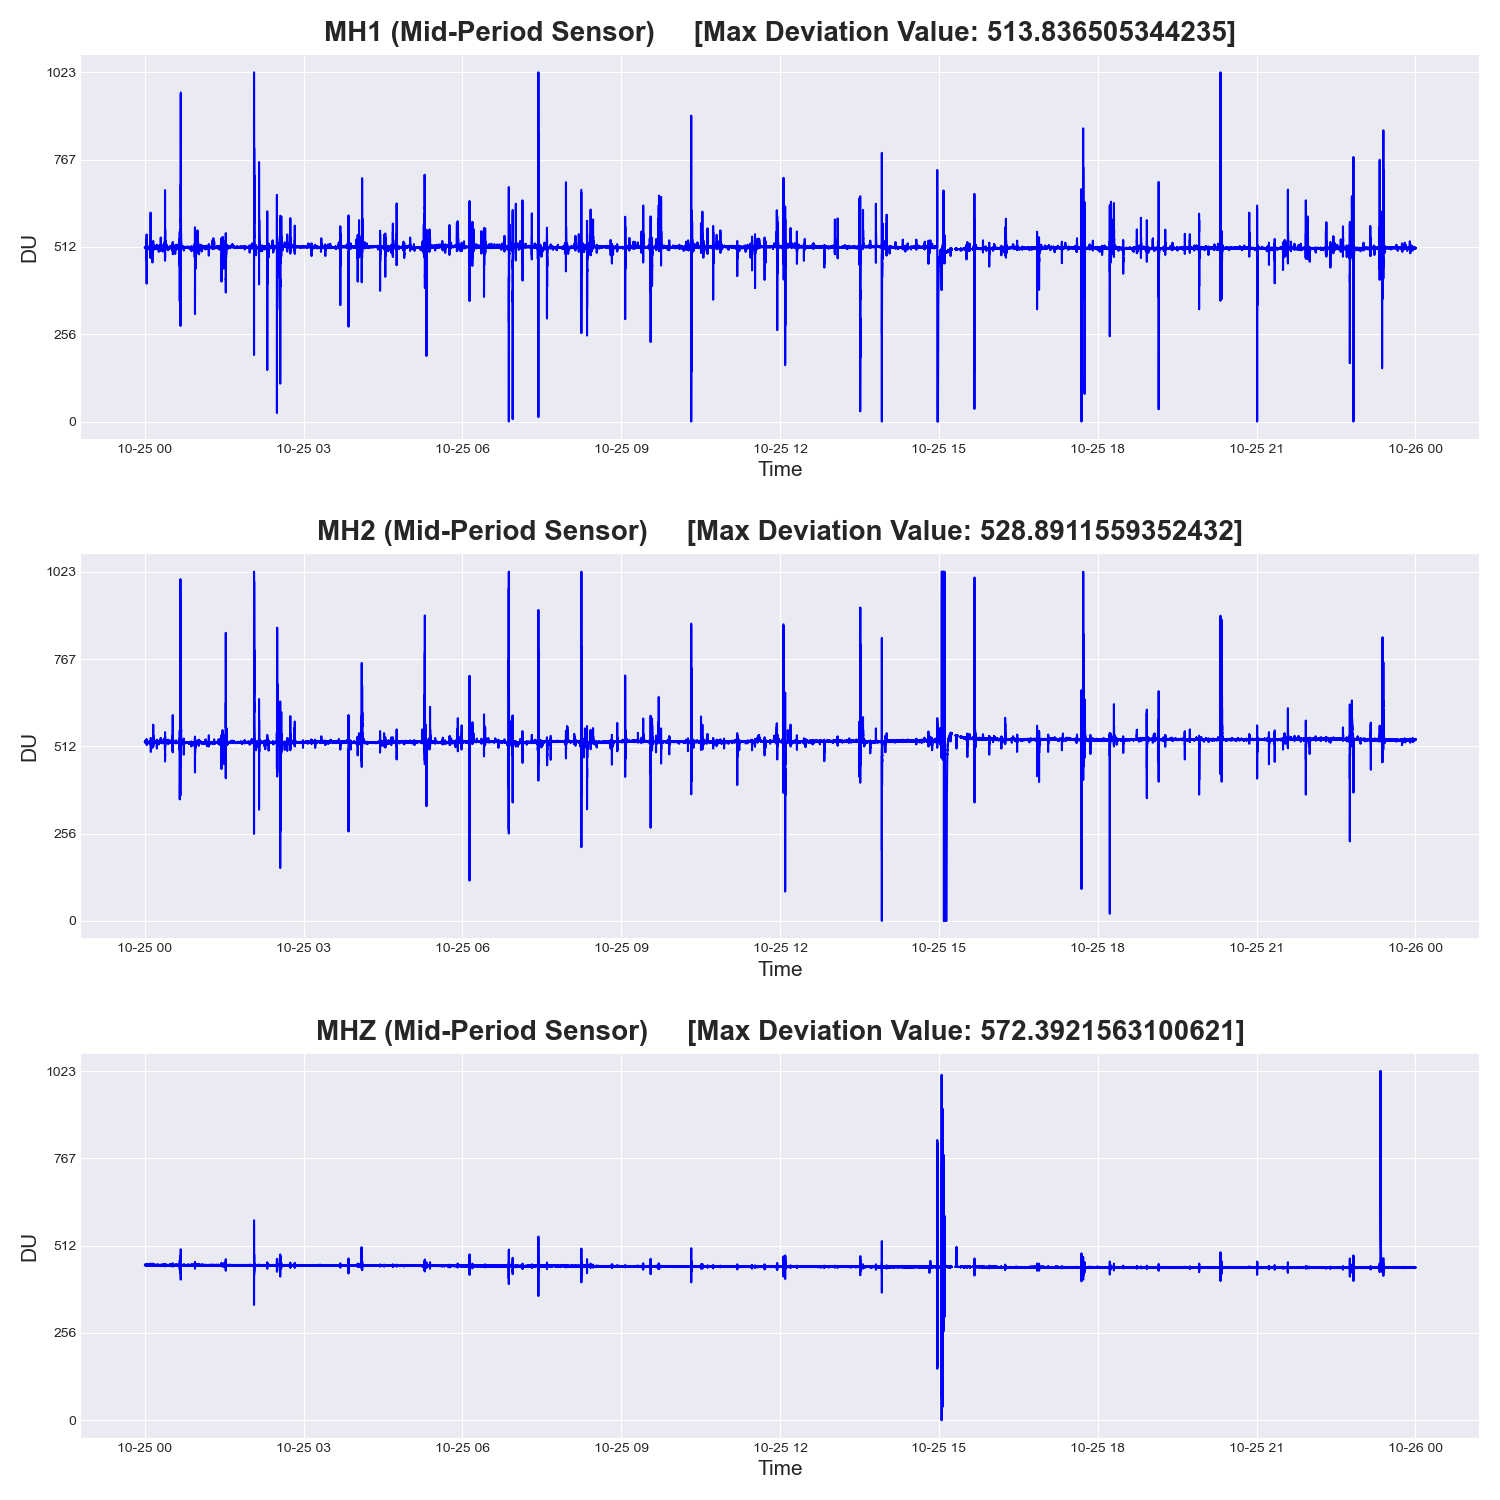 MH1 (Mid-Period Sensor) [Max Deviation Value: 513.836505344235]
1023
767
512
256
0
DU
10-25 00 10-25 03 10-25 06 10-25 09 10-25 12 10-25 15 10-25 18 10-25 21 10-26 00
Time
MH2 (Mid-Period Sensor) [Max Deviation Value: 528.8911559352432]
1023
767
512
256
0
DU
10-25 00 10-25 03 10-25 06 10-25 09 10-25 12 10-25 15 10-25 18 10-25 21 10-26 00
Time
MHZ (Mid-Period Sensor) [Max Deviation Value: 572.392156310062​1]
1023
767
512
256
0
DU
10-25 00 10-25 03 10-25 06 10-25 09 10-25 12 10-25 15 10-25 18 10-25 21 10-26 00
Time